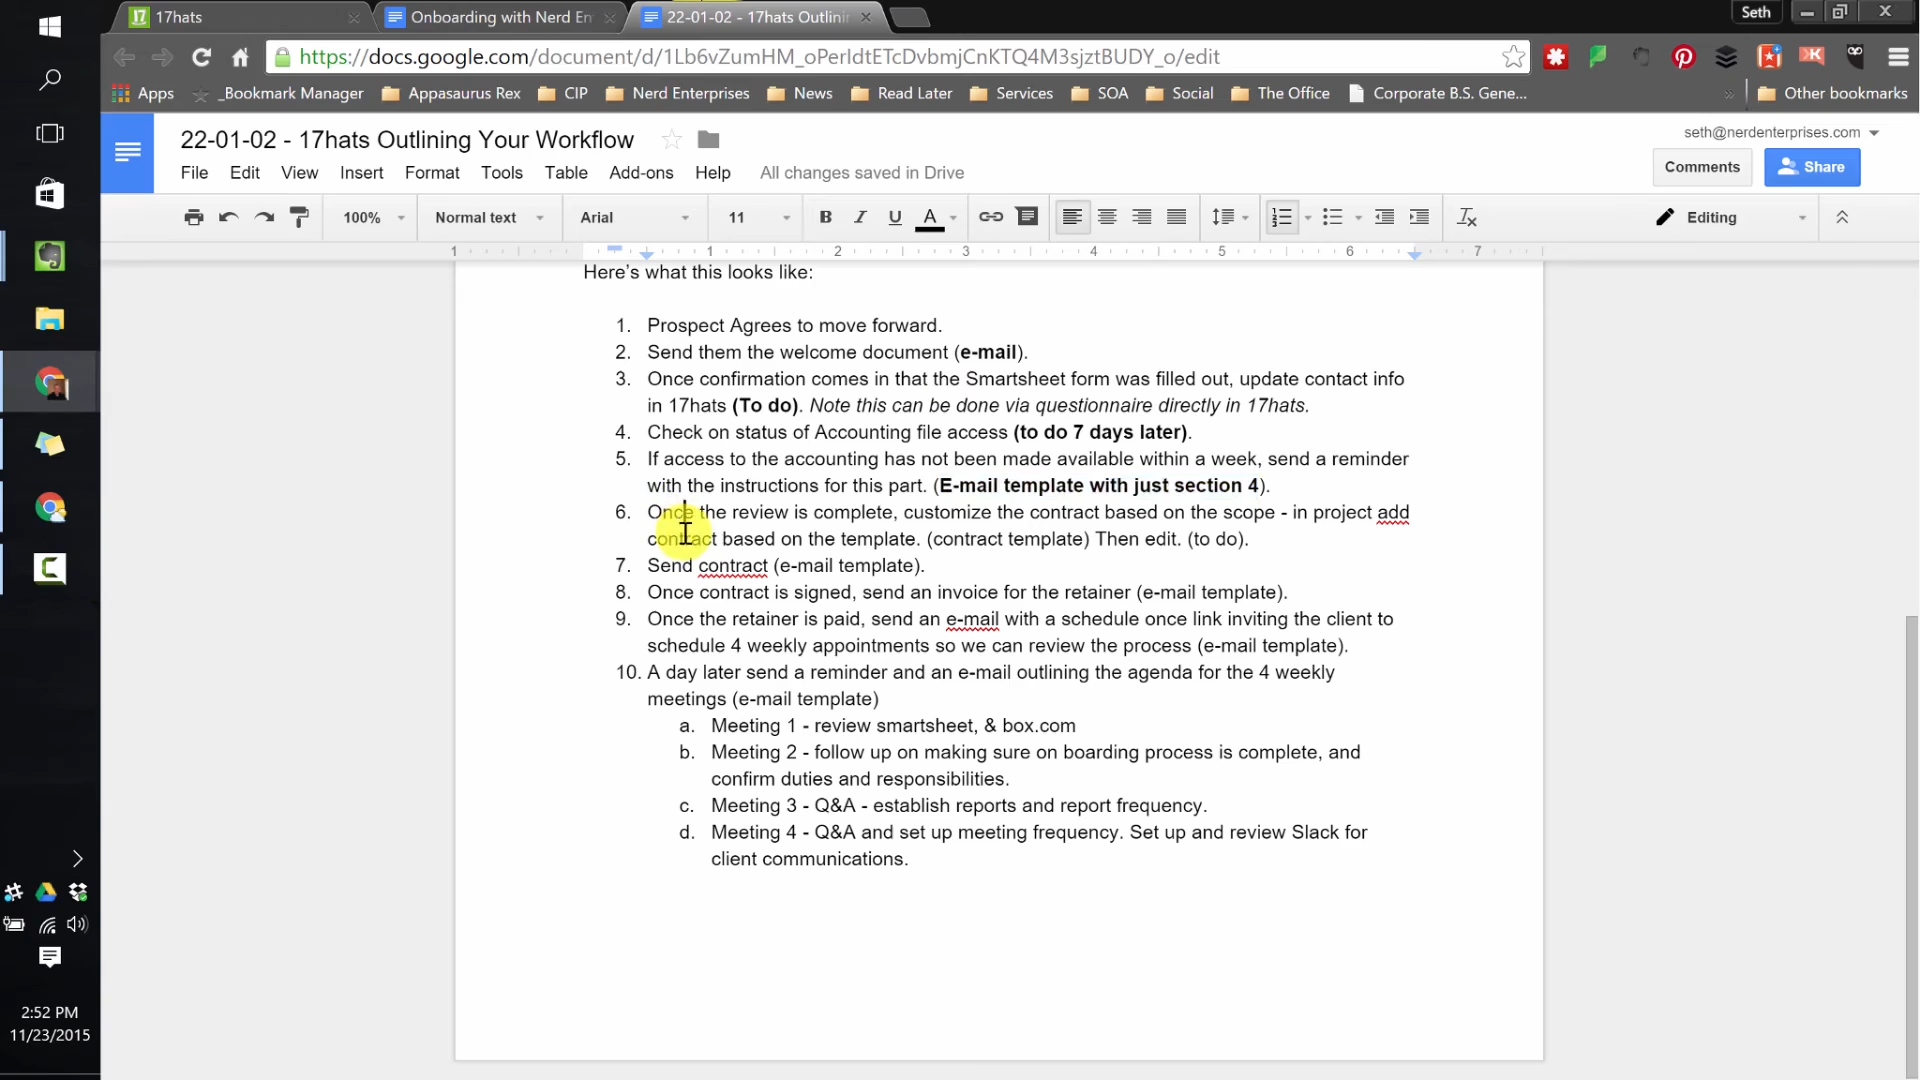 17hats
Onboarding with Nerd En
22-01-02 - 17hats Outlinin
Seth
https://docs.google.com/document/d/1Lb6vZumHM_oPerIdtETcDvbmjCnKTQ4M3sjztBUDY_o/edit
Apps _Bookmark Manager Appasaurus Rex CIP Nerd Enterprises News Read Later Services SOA Social The Office Corporate B.S. Gene... » Other bookmarks
22-01-02 - 17hats Outlining Your Workflow
seth@nerdenterprises.com
File Edit View Insert Format Tools Table Add-ons Help All changes saved in Drive
Comments Share
100% Normal text Arial 11 B I U A Editing
1 1 2 3 4 5 6 7
Here's what this looks like:
1. Prospect Agrees to move forward.
2. Send them the welcome document (e-mail).
3. Once confirmation comes in that the Smartsheet form was filled out, update contact info
in 17hats (To do). Note this can be done via questionnaire directly in 17hats.
4. Check on status of Accounting file access (to do 7 days later).
5. If access to the accounting has not been made available within a week, send a reminder
with the instructions for this part. (E-mail template with just section 4).
6. Once the review is complete, customize the contract based on the scope - in project add
contract based on the template. (contract template) Then edit. (to do).
7. Send contract (e-mail template).
8. Once contract is signed, send an invoice for the retainer (e-mail template).
9. Once the retainer is paid, send an e-mail with a schedule once link inviting the client to
schedule 4 weekly appointments so we can review the process (e-mail template).
10. A day later send a reminder and an e-mail outlining the agenda for the 4 weekly
meetings (e-mail template)
a. Meeting 1 - review smartsheet, & box.com
b. Meeting 2 - follow up on making sure on boarding process is complete, and
confirm duties and responsibilities.
c. Meeting 3 - Q&A - establish reports and report frequency.
d. Meeting 4 - Q&A and set up meeting frequency. Set up and review Slack for
client communications.
2:52 PM
11/23/2015